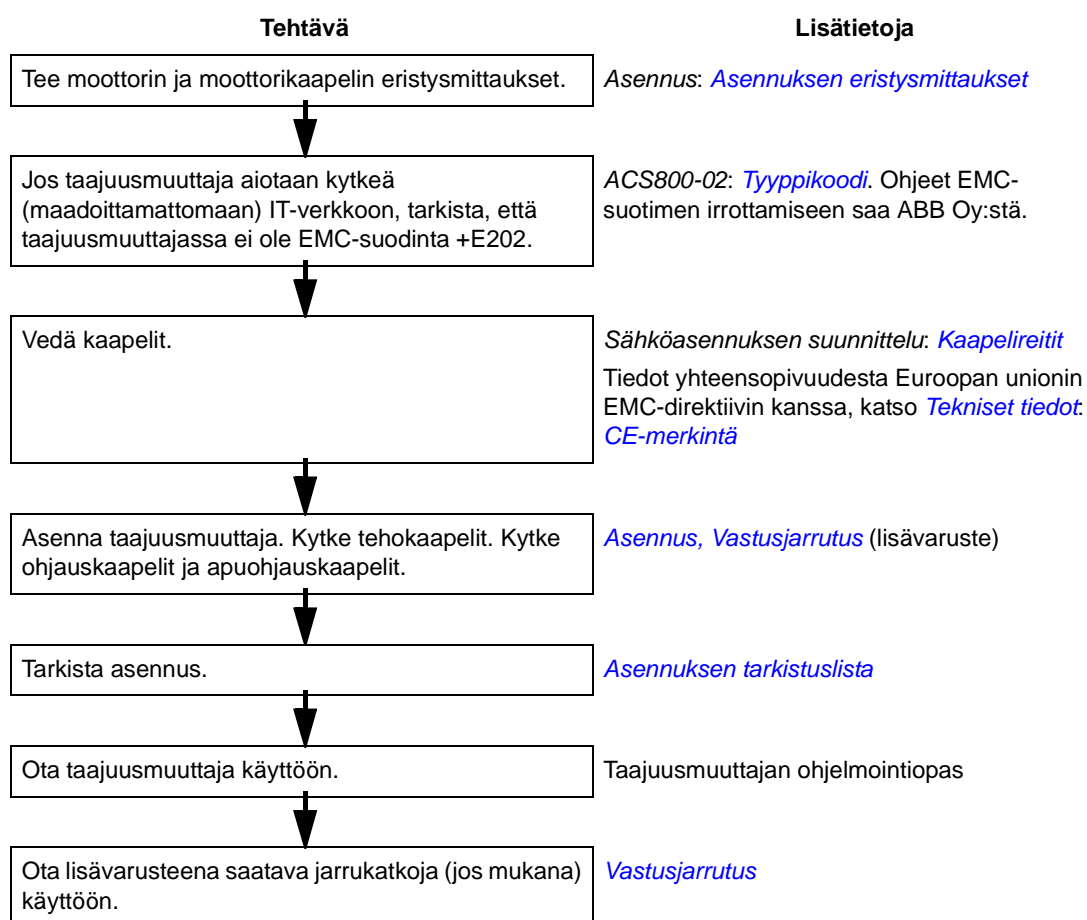 Tehtävä
Lisätietoja
Tee moottorin ja moottorikaapelin eristysmittaukset.
Asennus: Asennuksen eristysmittaukset
Jos taajuusmuuttaja aiotaan kytkeä
(maadoittamattomaan) IT-verkkoon, tarkista, että
taajuusmuuttajassa ei ole EMC-suodinta +E202.
ACS800-02: Tyyppikoodi. Ohjeet EMC-
suotimen irrottamiseen saa ABB Oy:stä.
Vedä kaapelit.
Sähköasennuksen suunnittelu: Kaapelireitit
Tiedot yhteensopivuudesta Euroopan unionin
EMC-direktiivin kanssa, katso Tekniset tiedot:
CE-merkintä
Asenna taajuusmuuttaja. Kytke tehokaapelit. Kytke
ohjauskaapelit ja apuohjauskaapelit.
Asennus, Vastusjarrutus (lisävaruste)
Tarkista asennus.
Asennuksen tarkistuslista
Ota taajuusmuuttaja käyttöön.
Taajuusmuuttajan ohjelmointiopas
Ota lisävarusteena saatava jarrukatkoja (jos mukana)
käyttöön.
Vastusjarrutus